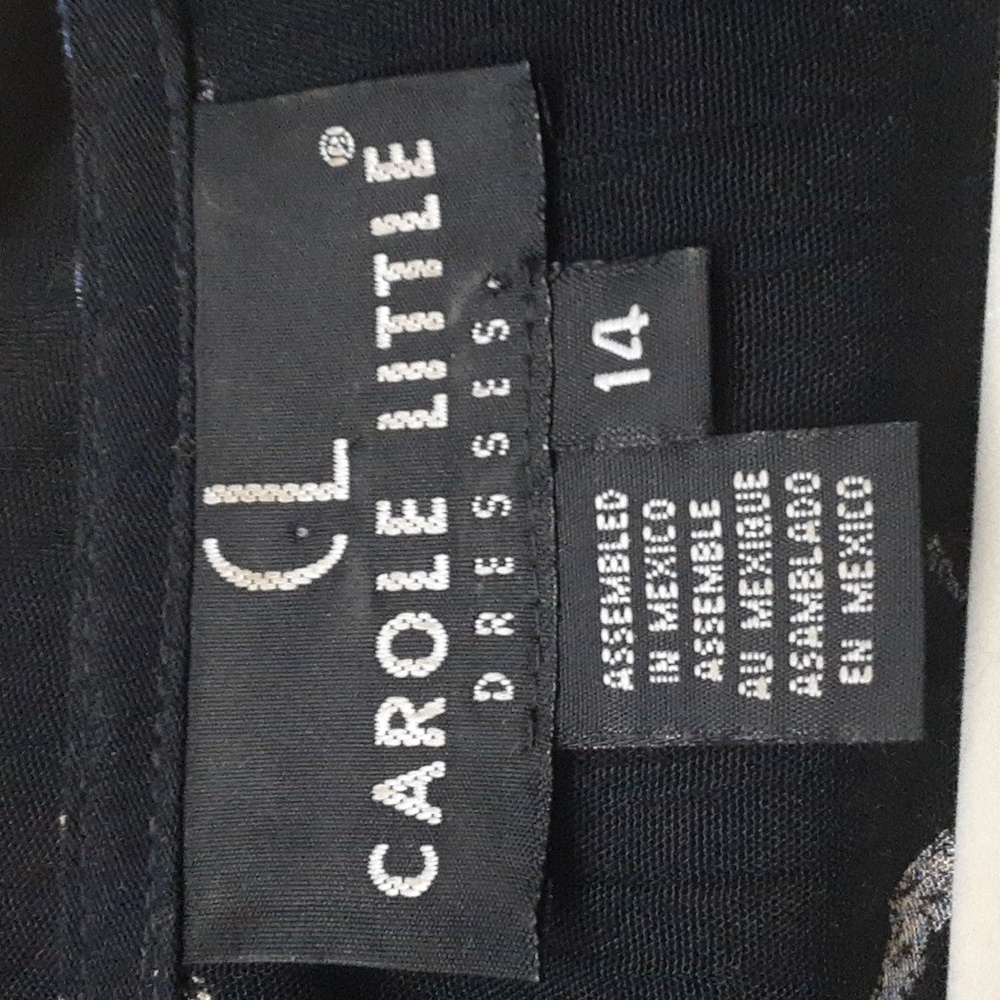 CL
CAROLE LITTLE®
DRESSES
14
ASSEMBLED
IN MEXICO
ASSEMBLE
AU MEXIQUE
ASAMBLADO
EN MEXICO